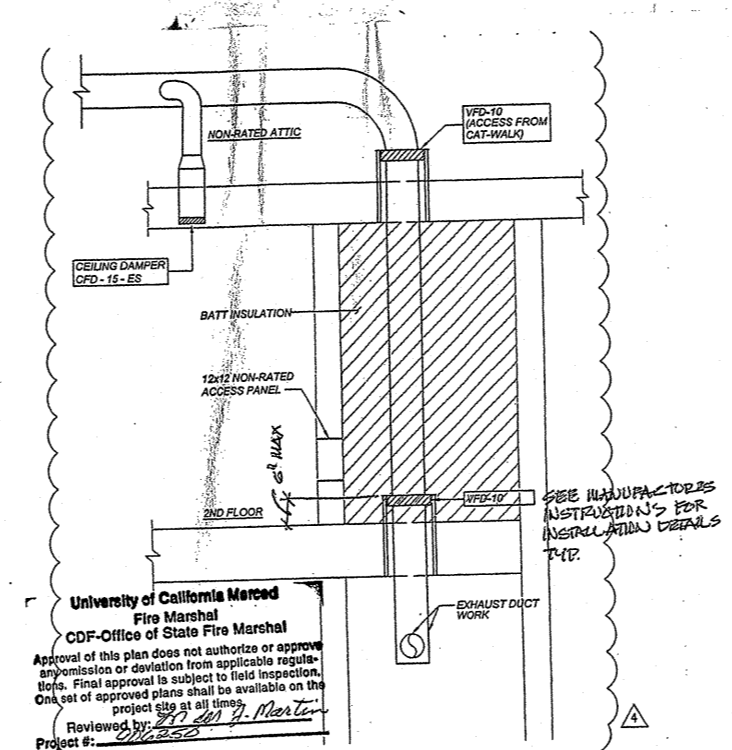 VFD-10
(ACCESS FROM
CAT-WALK)
NON-RATED ATTIC
CEILING DAMPER
CFD - 15 - ES
BATT INSULATION
12x12 NON-RATED
ACCESS PANEL
6" MAX
VFD-10
SEE MANUFACTURES
INSTRUCTIONS FOR
INSTALLATION DETAILS
TYP.
2ND FLOOR
EXHAUST DUCT
WORK
University of California Merced
Fire Marshal
CDF-Office of State Fire Marshal
Approval of this plan does not authorize or approve
any omission or deviation from applicable regula-
tions. Final approval is subject to field inspection.
One set of approved plans shall be available on the
project site at all times.
Reviewed by: Martin
Project #:
4